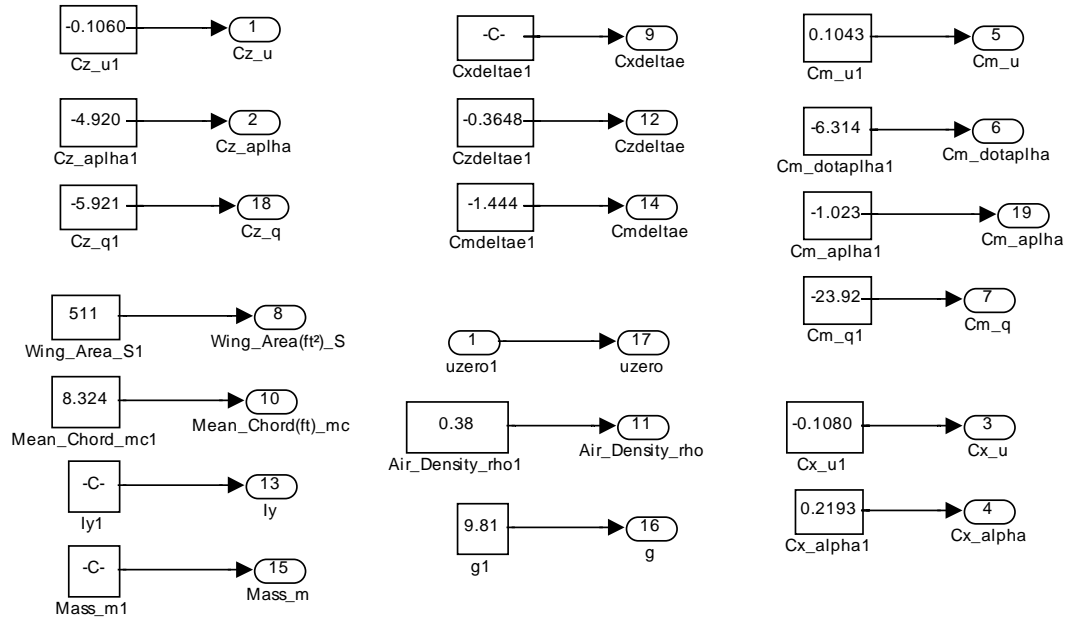 -0.1060
1
Cz_u1
Cz_u
-4.920
2
Cz_aplha1
Cz_aplha
-5.921
18
Cz_q1
Cz_q
511
8
Wing_Area_S1
Wing_Area(ft²)_S
8.324
10
Mean_Chord_mc1
Mean_Chord(ft)_mc
-C-
13
Iy1
Iy
-C-
15
Mass_m1
Mass_m
-C-
9
Cxdeltae1
Cxdeltae
-0.3648
12
Czdeltae1
Czdeltae
-1.444
14
Cmdeltae1
Cmdeltae
1
17
uzero1
uzero
0.38
11
Air_Density_rho1
Air_Density_rho
9.81
16
g1
g
0.1043
5
Cm_u1
Cm_u
-6.314
6
Cm_dotaplha1
Cm_dotaplha
-1.023
19
Cm_aplha1
Cm_aplha
-23.92
7
Cm_q1
Cm_q
-0.1080
3
Cx_u1
Cx_u
0.2193
4
Cx_alpha1
Cx_alpha